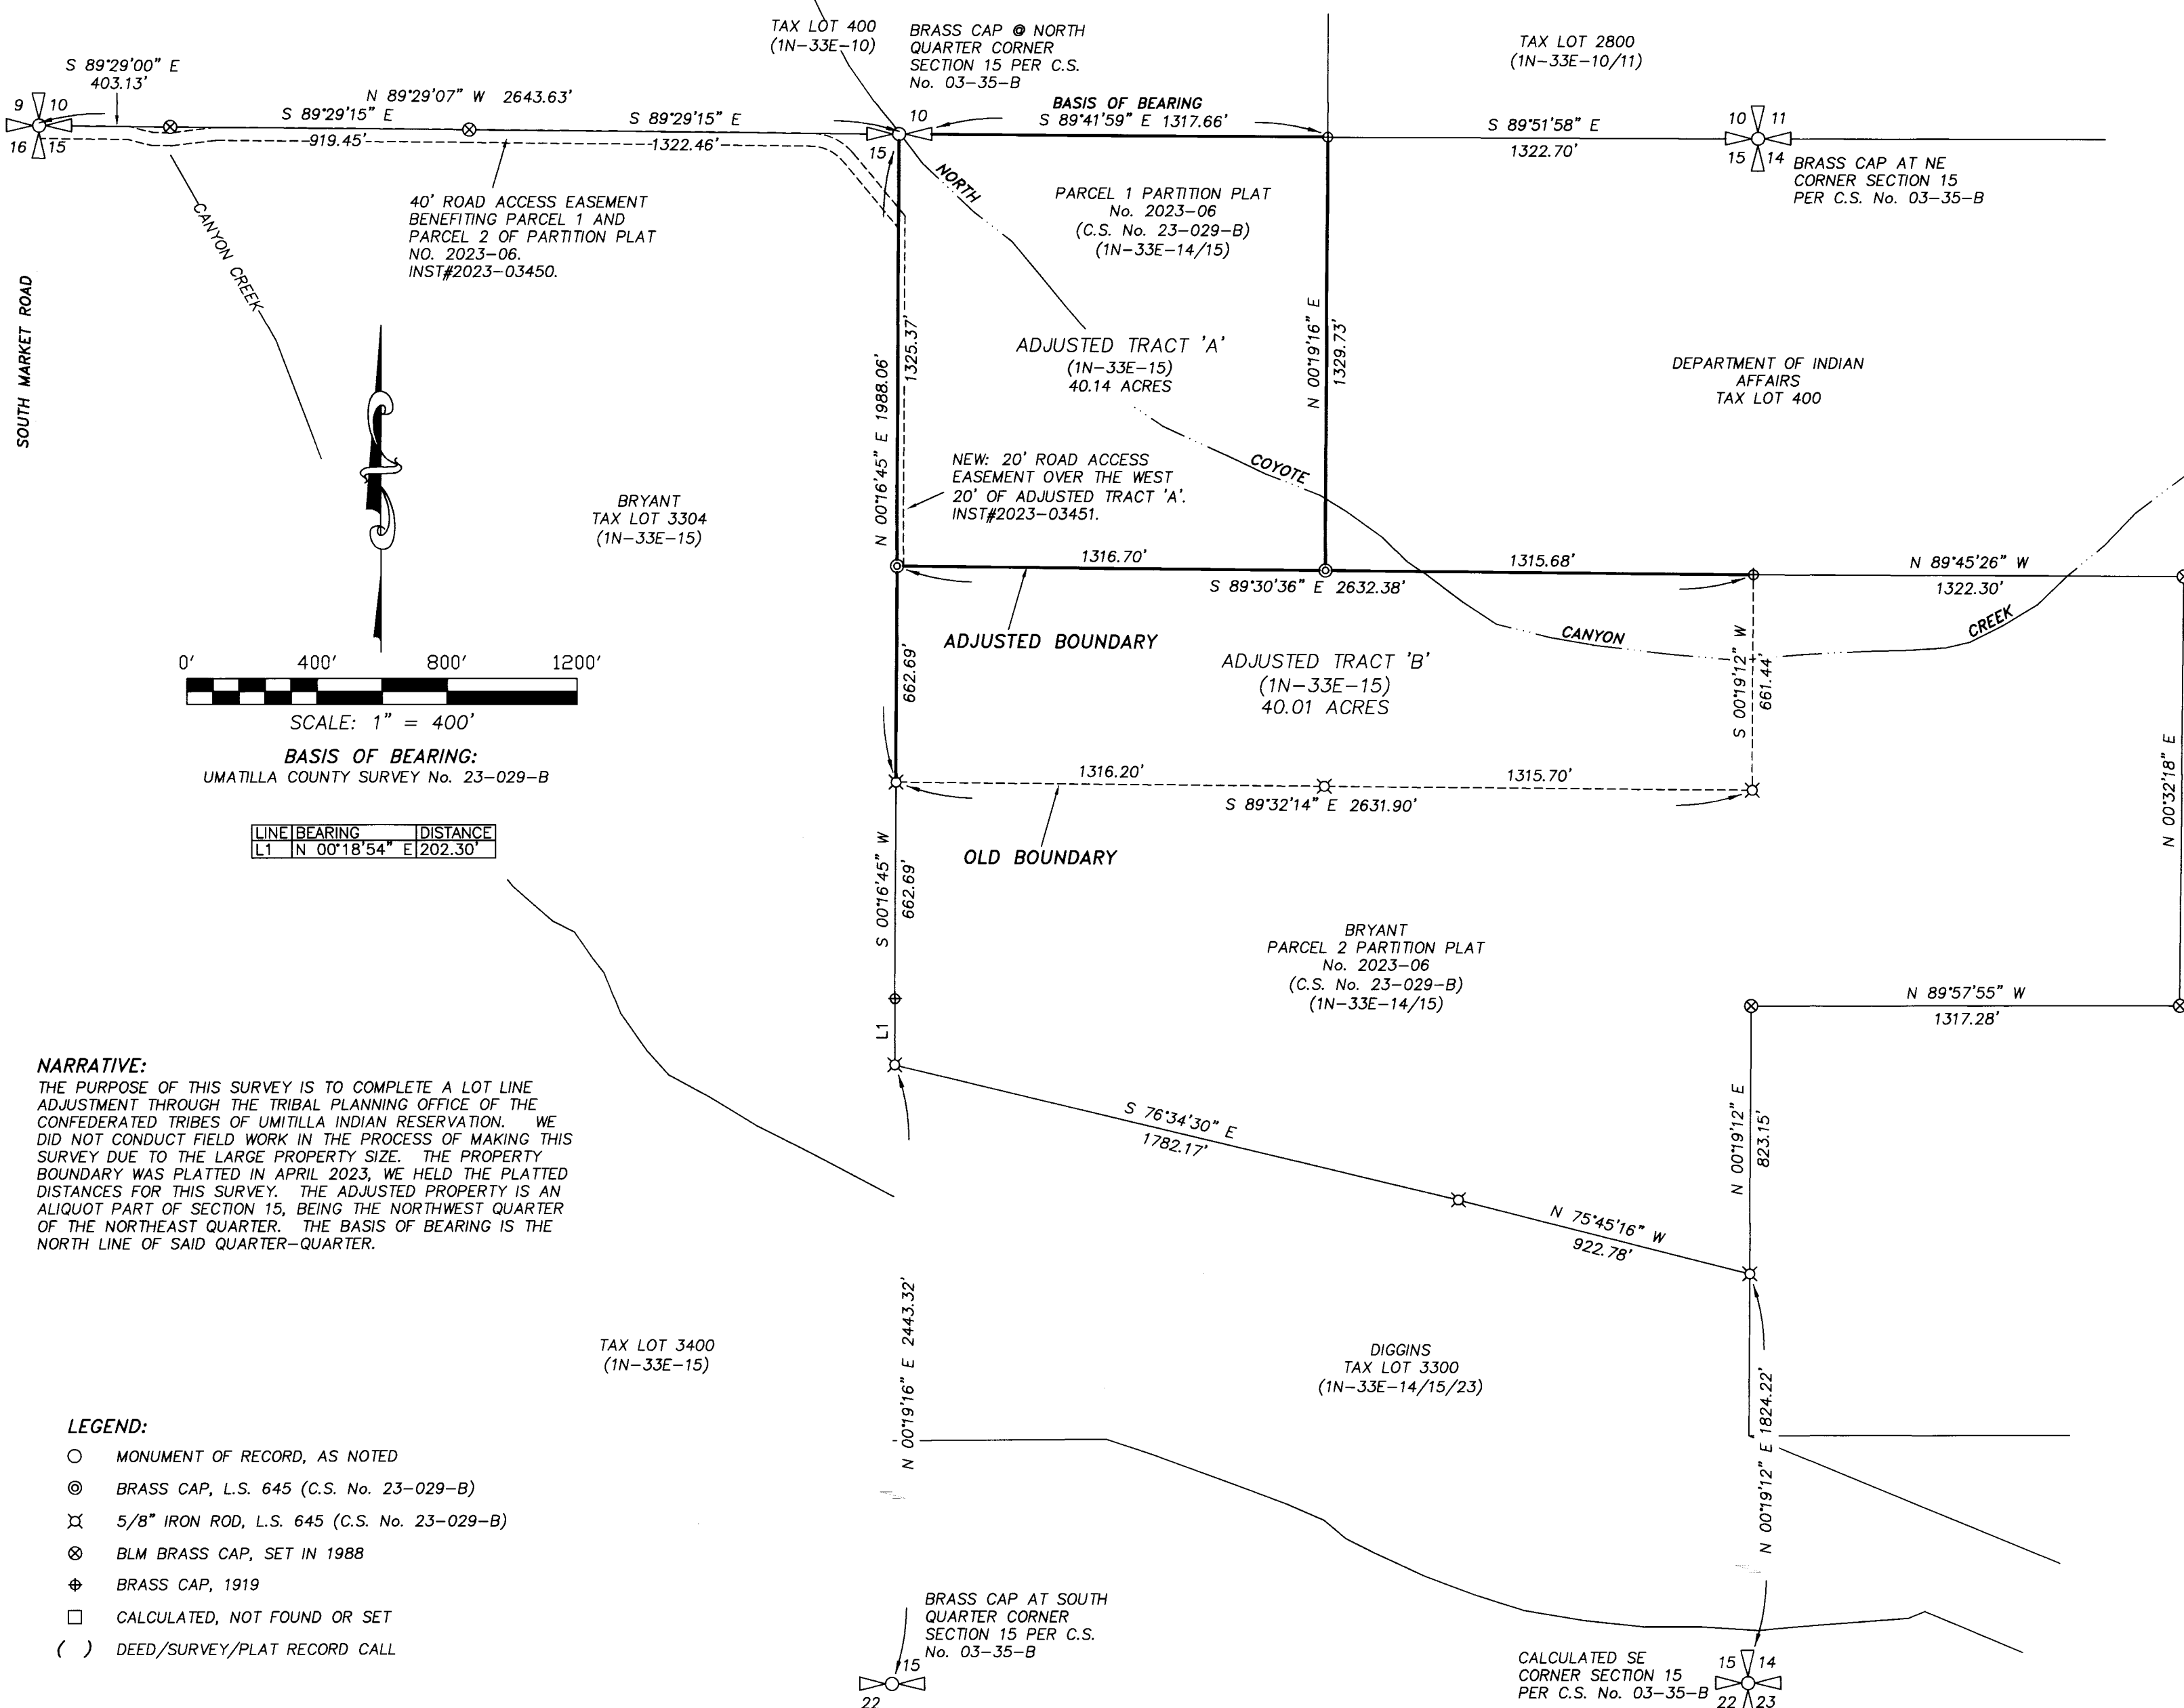 TAX LOT 400
(1N-33E-10)
BRASS CAP @ NORTH
QUARTER CORNER
SECTION 15 PER C.S.
No. 03-35-B
TAX LOT 2800
(1N-33E-10/11)
S 89°29'00" E
403.13'
N 89°29'07" W 2643.63'
S 89°29'15" E
S 89°29'15" E
919.45'
1322.46'
9 10
16 15
10
15
BASIS OF BEARING
S 89°41'59" E 1317.66'
S 89°51'58" E
1322.70'
10 11
15 14
BRASS CAP AT NE
CORNER SECTION 15
PER C.S. No. 03-35-B
40' ROAD ACCESS EASEMENT
BENEFITING PARCEL 1 AND
PARCEL 2 OF PARTITION PLAT
NO. 2023-06.
INST#2023-03450.
CANYON CREEK
SOUTH MARKET ROAD
NORTH
PARCEL 1 PARTITION PLAT
No. 2023-06
(C.S. No. 23-029-B)
(1N-33E-14/15)
ADJUSTED TRACT 'A'
(1N-33E-15)
40.14 ACRES
N 00°16'45" E 1988.06'
1325.37'
N 00°19'16" E
1329.73'
DEPARTMENT OF INDIAN
AFFAIRS
TAX LOT 400
NEW: 20' ROAD ACCESS
EASEMENT OVER THE WEST
20' OF ADJUSTED TRACT 'A'.
INST#2023-03451.
COYOTE
BRYANT
TAX LOT 3304
(1N-33E-15)
1316.70'
1315.68'
S 89°30'36" E 2632.38'
N 89°45'26" W
1322.30'
ADJUSTED BOUNDARY
CANYON
CREEK
662.69'
ADJUSTED TRACT 'B'
(1N-33E-15)
40.01 ACRES
S 00°19'12" W
661.44'
0' 400' 800' 1200'
SCALE: 1" = 400'
BASIS OF BEARING:
UMATILLA COUNTY SURVEY No. 23-029-B
1316.20'
1315.70'
S 89°32'14" E 2631.90'
OLD BOUNDARY
N 00°32'18" E
LINE BEARING DISTANCE
L1 N 00°18'54" E 202.30'
S 00°16'45" W
662.69'
L1
BRYANT
PARCEL 2 PARTITION PLAT
No. 2023-06
(C.S. No. 23-029-B)
(1N-33E-14/15)
N 89°57'55" W
1317.28'
NARRATIVE:
THE PURPOSE OF THIS SURVEY IS TO COMPLETE A LOT LINE
ADJUSTMENT THROUGH THE TRIBAL PLANNING OFFICE OF THE
CONFEDERATED TRIBES OF UMITILLA INDIAN RESERVATION. WE
DID NOT CONDUCT FIELD WORK IN THE PROCESS OF MAKING THIS
SURVEY DUE TO THE LARGE PROPERTY SIZE. THE PROPERTY
BOUNDARY WAS PLATTED IN APRIL 2023, WE HELD THE PLATTED
DISTANCES FOR THIS SURVEY. THE ADJUSTED PROPERTY IS AN
ALIQUOT PART OF SECTION 15, BEING THE NORTHWEST QUARTER
OF THE NORTHEAST QUARTER. THE BASIS OF BEARING IS THE
NORTH LINE OF SAID QUARTER-QUARTER.
S 76°34'30" E
1782.17'
N 75°45'16" W
922.78'
N 00°19'12" E
823.15'
TAX LOT 3400
(1N-33E-15)
N 00°19'16" E 2443.32'
DIGGINS
TAX LOT 3300
(1N-33E-14/15/23)
N 00°19'12" E 1824.22'
LEGEND:
MONUMENT OF RECORD, AS NOTED
BRASS CAP, L.S. 645 (C.S. No. 23-029-B)
5/8" IRON ROD, L.S. 645 (C.S. No. 23-029-B)
BLM BRASS CAP, SET IN 1988
BRASS CAP, 1919
CALCULATED, NOT FOUND OR SET
( ) DEED/SURVEY/PLAT RECORD CALL
BRASS CAP AT SOUTH
QUARTER CORNER
SECTION 15 PER C.S.
No. 03-35-B
15
22
CALCULATED SE
CORNER SECTION 15
PER C.S. No. 03-35-B
15 14
22 23